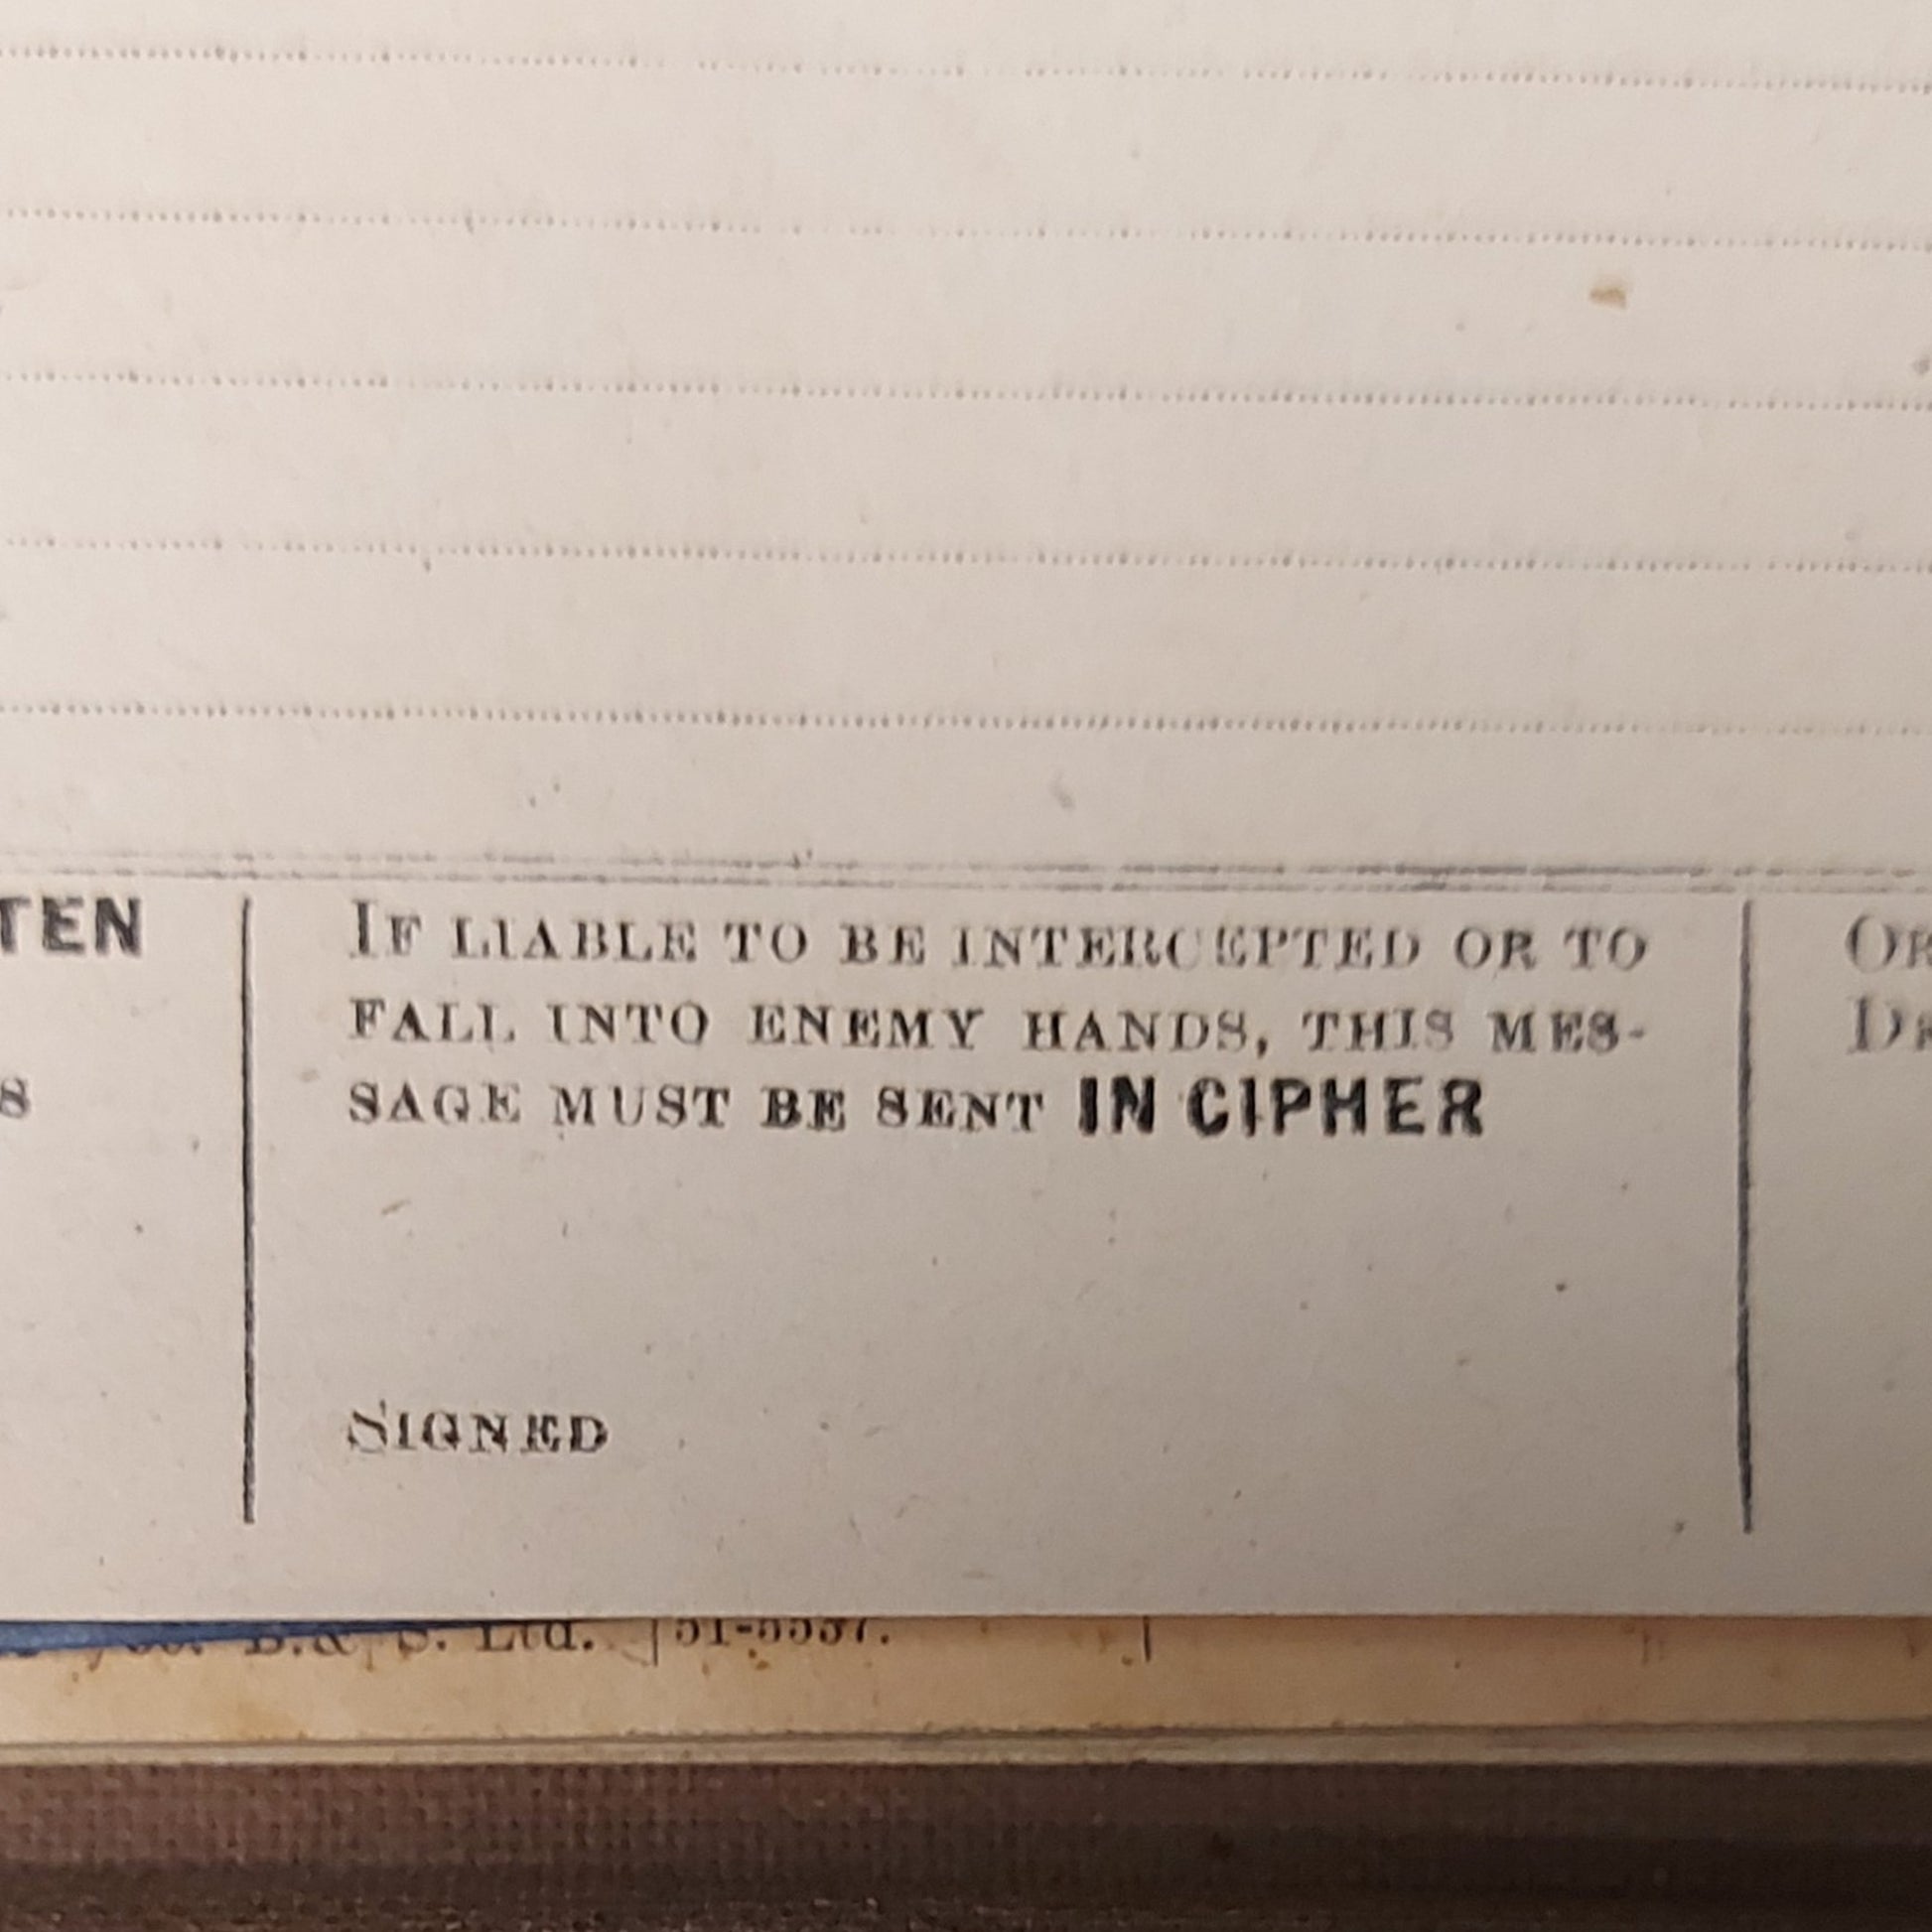 TEN
IF LIABLE TO BE INTERCEPTED OR TO
FALL INTO ENEMY HANDS, THIS MES-
SAGE MUST BE SENT IN CIPHER
SIGNED
B.& S. Ltd.